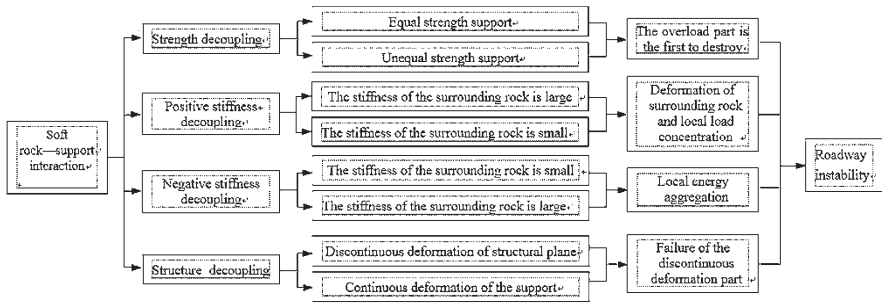 Soft
rock—support
interaction
Strength decoupling
Positive stiffness
decoupling
Negative stiffness
decoupling
Structure decoupling
Equal strength support
Unequal strength support
The stiffness of the surrounding rock is large
The stiffness of the surrounding rock is small
The stiffness of the surrounding rock is small
The stiffness of the surrounding rock is large
Discontinuous deformation of structural plane
Continuous deformation of the support
The overload part is
the first to destroy
Deformation of
surrounding rock
and local load
concentration
Local energy
aggregation
Failure of the
discontinuous
deformation part
Roadway
instability